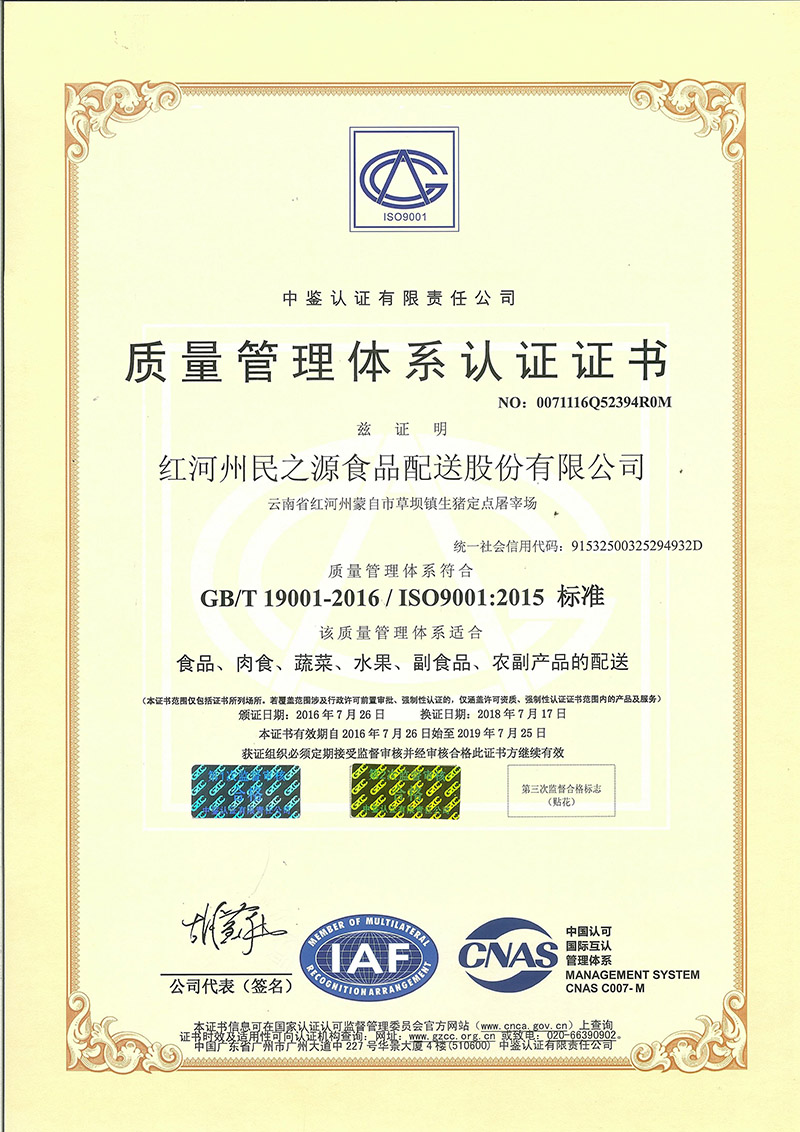 ISO9001
中鉴认证有限责任公司
质量管理体系认证证书
NO：0071116Q52394R0M
兹证明
红河州民之源食品配送股份有限公司
云南省红河州蒙自市草坝镇生猪定点屠宰场
统一社会信用代码：91532500325294932D
质量管理体系符合
GB/T 19001-2016 / ISO9001:2015 标准
该质量管理体系适合
食品、肉食、蔬菜、水果、副食品、农副产品的配送
（本证书范围仅包括证书所列场所。若覆盖范围涉及行政许可前置审批、强制性认证的，仅涵盖许可资质、强制性认证证书范围内的产品及服务）
颁证日期：2016 年 7 月 26 日 换证日期：2018 年 7 月 17 日
本证书有效期自 2016 年 7 月 26 日始至 2019 年 7 月 25 日
获证组织必须定期接受监督审核并经审核合格此证书方继续有效
第三次监督合格标志
（贴花）
公司代表（签名）
MEMBER OF MULTILATERAL
IAF
RECOGNITION ARRANGEMENT
CNAS
中国认可
国际互认
管理体系
MANAGEMENT SYSTEM
CNAS C007-M
本证书信息可在国家认证认可监督管理委员会官方网站（www.cnca.gov.cn）上查询
证书时效及适用性可向认证机构查询，网址：www.gzcc.org.cn 或致电：020-66390902。
中国广东省广州市广州大道中 227 号华景大厦 4 楼(510600) 中鉴认证有限责任公司